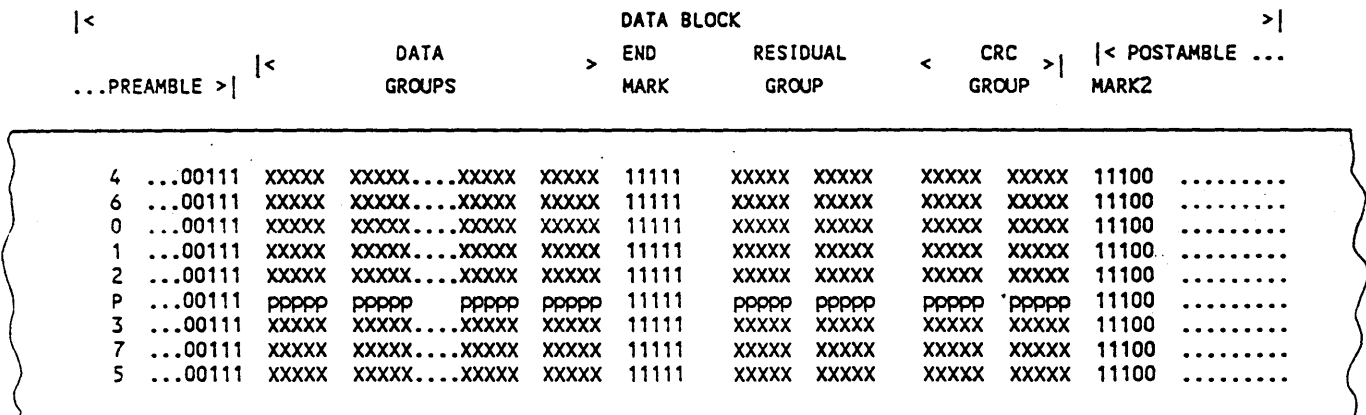 |< DATA BLOCK >|
...PREAMBLE >| |< DATA GROUPS > END MARK RESIDUAL GROUP < CRC GROUP >| |< POSTAMBLE ... MARK2
4 ...00111 XXXXX XXXXX....XXXXX XXXXX 11111 XXXXX XXXXX XXXXX XXXXX 11100 .........
6 ...00111 XXXXX XXXXX....XXXXX XXXXX 11111 XXXXX XXXXX XXXXX XXXXX 11100 .........
0 ...00111 XXXXX XXXXX....XXXXX XXXXX 11111 XXXXX XXXXX XXXXX XXXXX 11100 .........
1 ...00111 XXXXX XXXXX....XXXXX XXXXX 11111 XXXXX XXXXX XXXXX XXXXX 11100 .........
2 ...00111 XXXXX XXXXX....XXXXX XXXXX 11111 XXXXX XXXXX XXXXX XXXXX 11100 .........
P ...00111 ppppp ppppp ppppp ppppp 11111 ppppp ppppp ppppp ppppp 11100 .........
3 ...00111 XXXXX XXXXX....XXXXX XXXXX 11111 XXXXX XXXXX XXXXX XXXXX 11100 .........
7 ...00111 XXXXX XXXXX....XXXXX XXXXX 11111 XXXXX XXXXX XXXXX XXXXX 11100 .........
5 ...00111 XXXXX XXXXX....XXXXX XXXXX 11111 XXXXX XXXXX XXXXX XXXXX 11100 .........